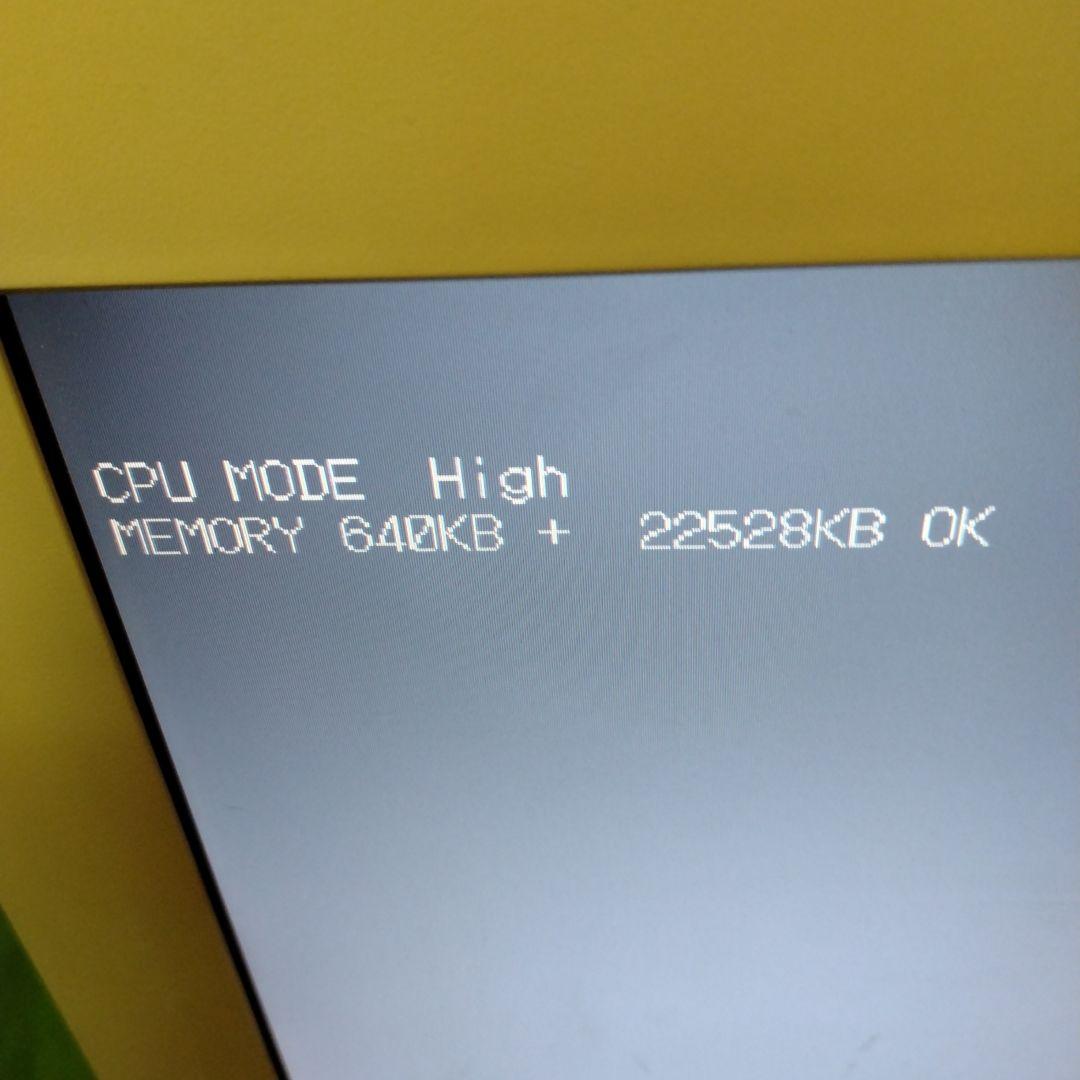 CPU MODE  High
MEMORY 640KB +   22528KB OK